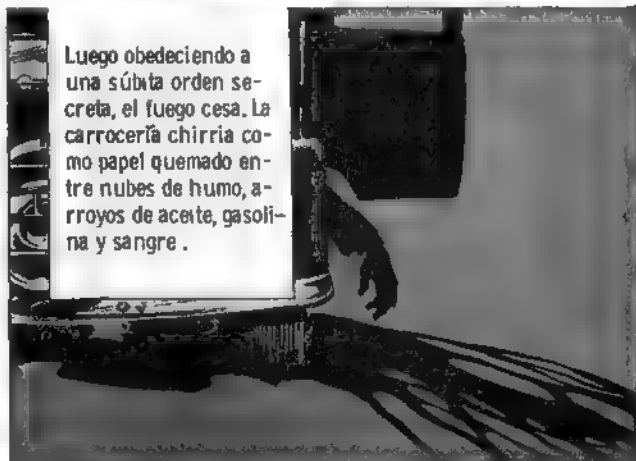 Luego obedeciendo a
una súbita orden se-
creta, el fuego cesa. La
carrocería chirria co-
mo papel quemado en-
tre nubes de humo, a-
rroyos de aceite, gasoli-
na y sangre.